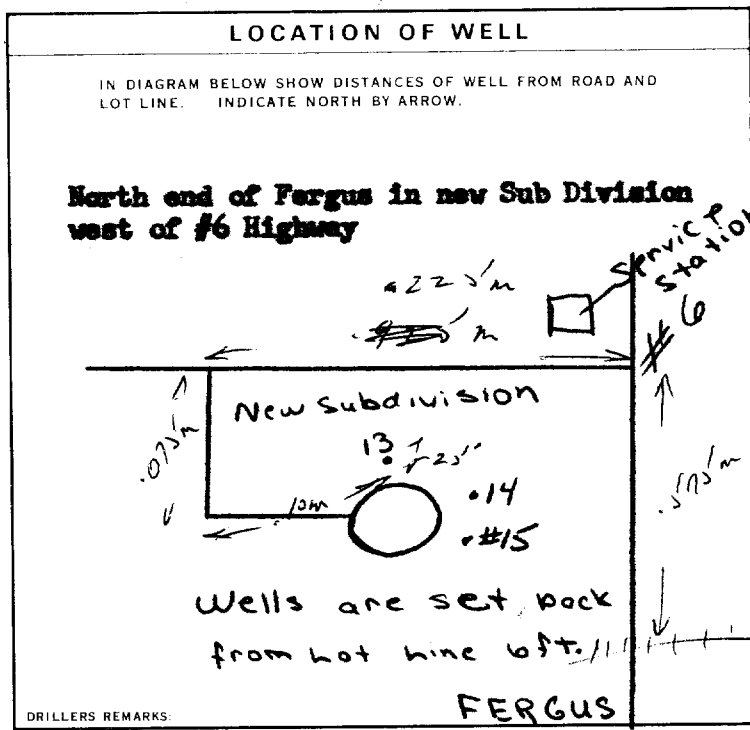 LOCATION OF WELL
IN DIAGRAM BELOW SHOW DISTANCES OF WELL FROM ROAD AND
LOT LINE. INDICATE NORTH BY ARROW.
North end of Fergus in new Sub Division
west of #6 Highway
Service
Station
#6
New Subdivision
13
25'
.14
.#15
.10m
Wells are set back
from Lot Line
FERGUS
DRILLERS REMARKS: